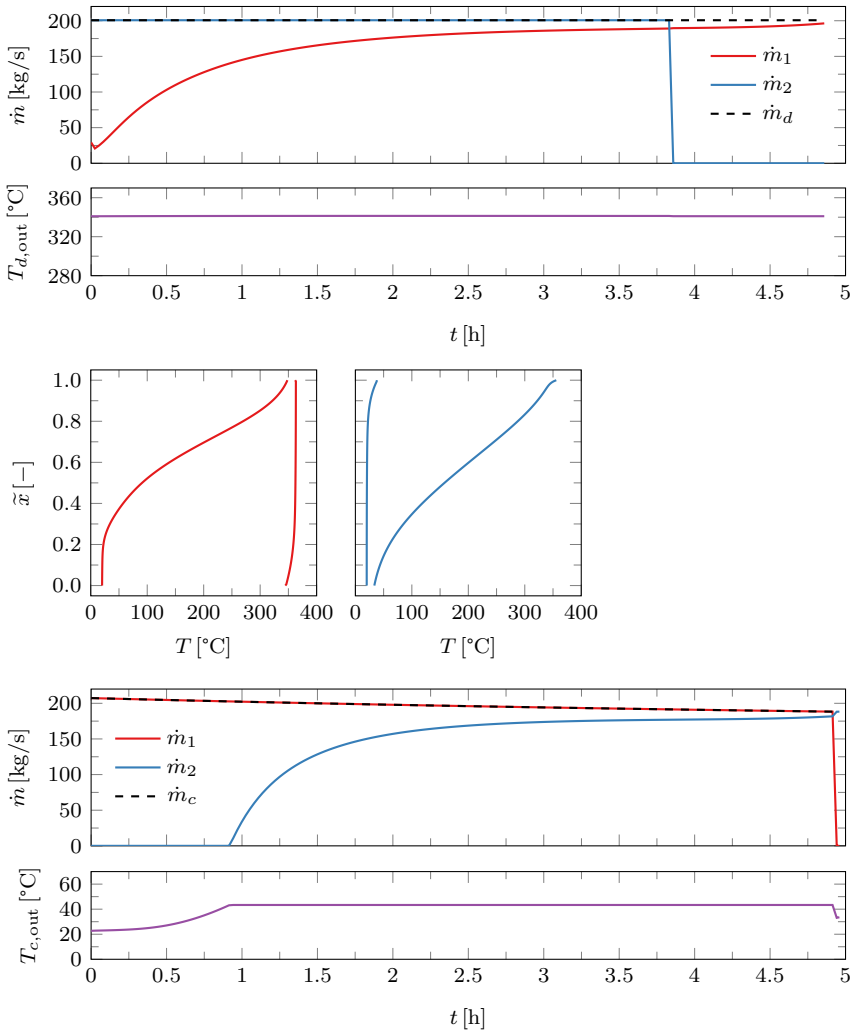 200
150
100
50
0
ṁ [kg/s]
ṁ₁
ṁ₂
ṁ_d
360
320
280
T_{d,out} [°C]
0 0.5 1 1.5 2 2.5 3 3.5 4 4.5 5
t [h]
1.0
0.8
0.6
0.4
0.2
0.0
x̃ [−]
0 100 200 300 400 0 100 200 300 400
T [°C] T [°C]
200
150
100
50
0
ṁ [kg/s]
ṁ₁
ṁ₂
ṁ_c
60
40
20
0
T_{c,out} [°C]
0 0.5 1 1.5 2 2.5 3 3.5 4 4.5 5
t [h]